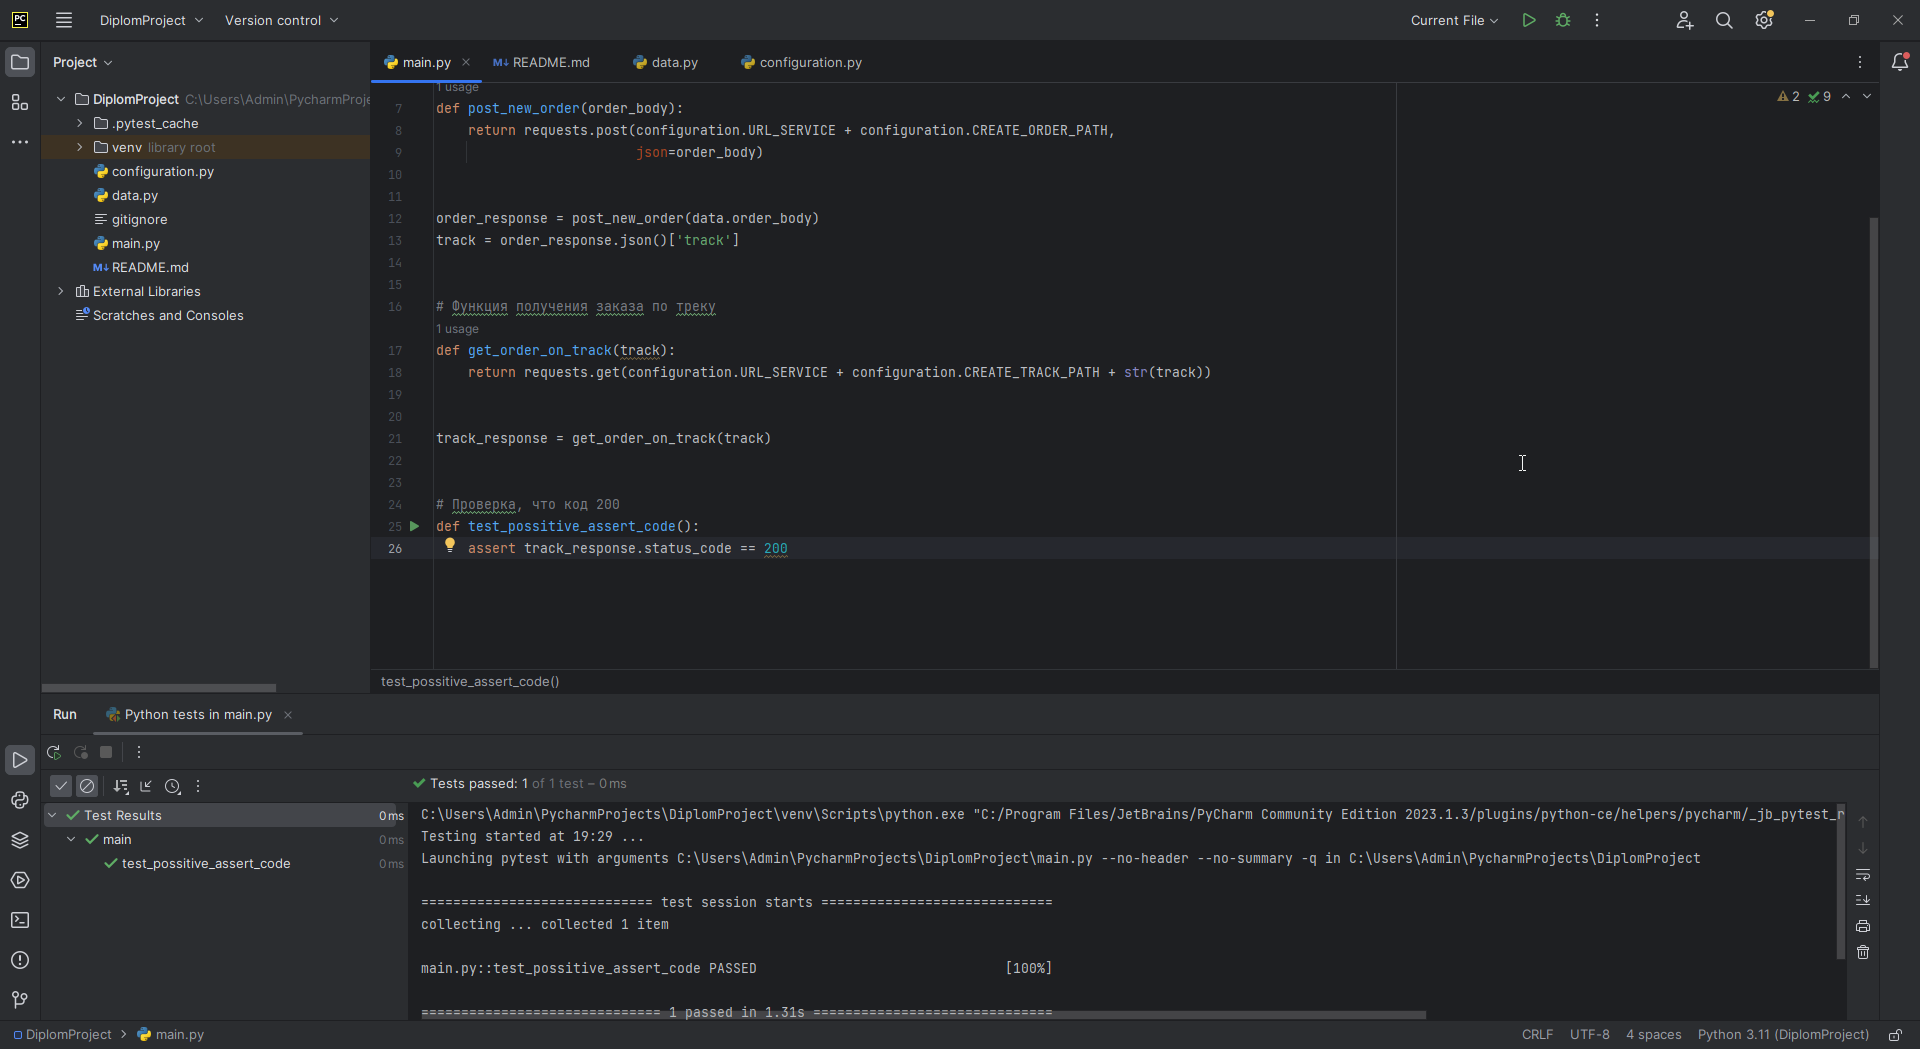 PC
DiplomProject
Version control
Current File
Project
main.py
M↓ README.md
data.py
configuration.py
DiplomProject C:\Users\Admin\PycharmProje
.pytest_cache
venv library root
configuration.py
data.py
gitignore
main.py
M↓ README.md
External Libraries
Scratches and Consoles
2 9
1 usage
7 def post_new_order(order_body):
8 return requests.post(configuration.URL_SERVICE + configuration.CREATE_ORDER_PATH,
9 json=order_body)
10
11
12 order_response = post_new_order(data.order_body)
13 track = order_response.json()['track']
14
15
16 # Функция получения заказа по треку
1 usage
17 def get_order_on_track(track):
18 return requests.get(configuration.URL_SERVICE + configuration.CREATE_TRACK_PATH + str(track))
19
20
21 track_response = get_order_on_track(track)
22
23
24 # Проверка, что код 200
25 def test_possitive_assert_code():
26 assert track_response.status_code == 200
test_possitive_assert_code()
Run
Python tests in main.py
Tests passed: 1 of 1 test – 0 ms
Test Results 0 ms
main 0 ms
test_possitive_assert_code 0 ms
C:\Users\Admin\PycharmProjects\DiplomProject\venv\Scripts\python.exe "C:/Program Files/JetBrains/PyCharm Community Edition 2023.1.3/plugins/python-ce/helpers/pycharm/_jb_pytest_r
Testing started at 19:29 ...
Launching pytest with arguments C:\Users\Admin\PycharmProjects\DiplomProject\main.py --no-header --no-summary -q in C:\Users\Admin\PycharmProjects\DiplomProject
============================= test session starts =============================
collecting ... collected 1 item
main.py::test_possitive_assert_code PASSED [100%]
============================== 1 passed in 1.31s ==============================
DiplomProject > main.py
CRLF
UTF-8
4 spaces
Python 3.11 (DiplomProject)